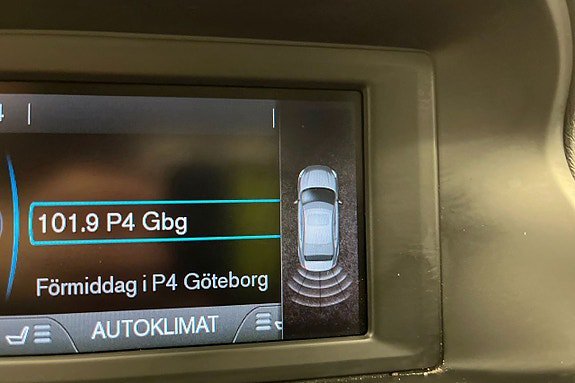 101.9 P4 Gbg
Förmiddag i P4 Göteborg
AUTOKLIMAT